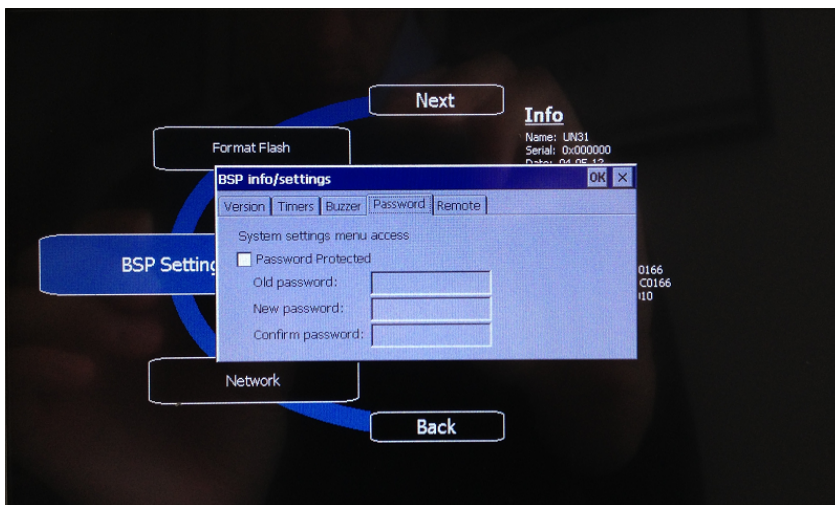 Next
Info
Name: UN31
Serial: 0x000000
Format Flash
BSP info/settings
OK
Version Timers Buzzer Password Remote
System settings menu access
Password Protected
Old password:
New password:
Confirm password:
BSP Setting
0166
C0166
Network
Back